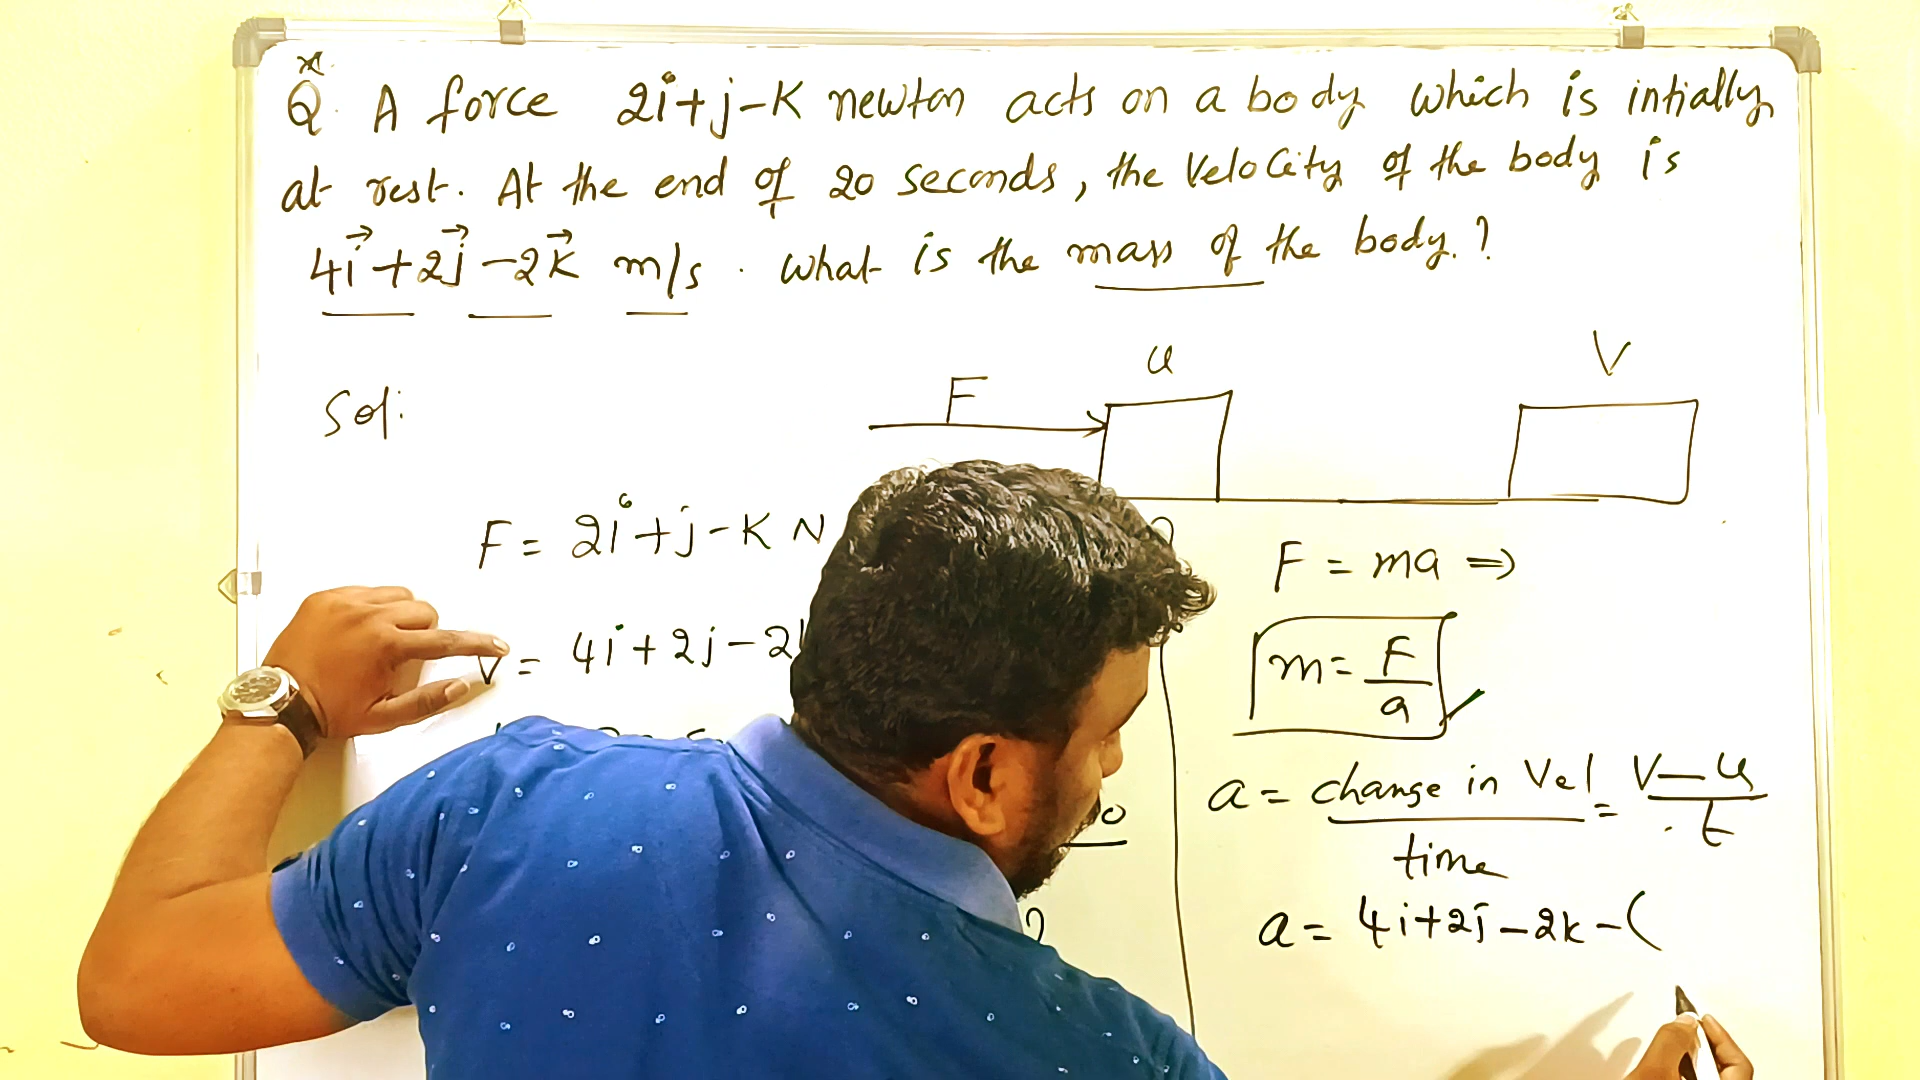 Q. A force 2i+j-K newton acts on a body which is intially
at rest. At the end of 20 seconds, the Velocity of the body is
4i⃗+2j⃗-2k⃗ m/s. What is the mass of the body.?
Sol:
F
u
V
F = 2i+j-K N
V = 4i+2j-2
F = ma ⇒
m = F/a
a = change in Vel/time = V-u/t
a = 4i+2j-2k-(